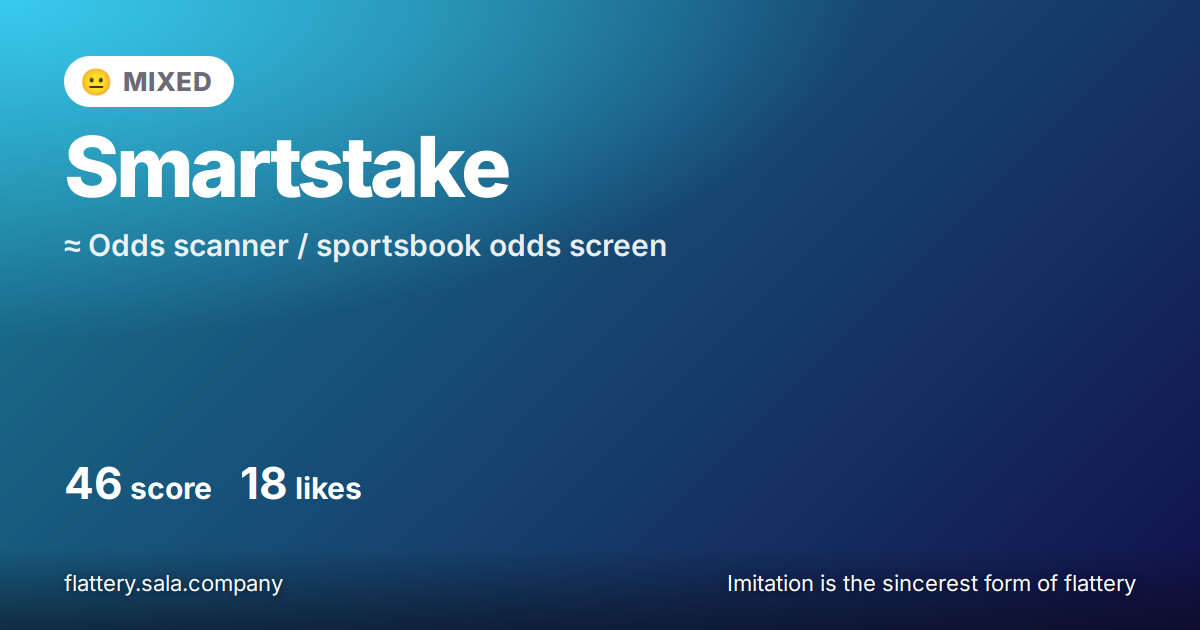 😐 MIXED
Smartstake
≈ Odds scanner / sportsbook odds screen
46 score 18 likes
flattery.sala.company
Imitation is the sincerest form of flattery